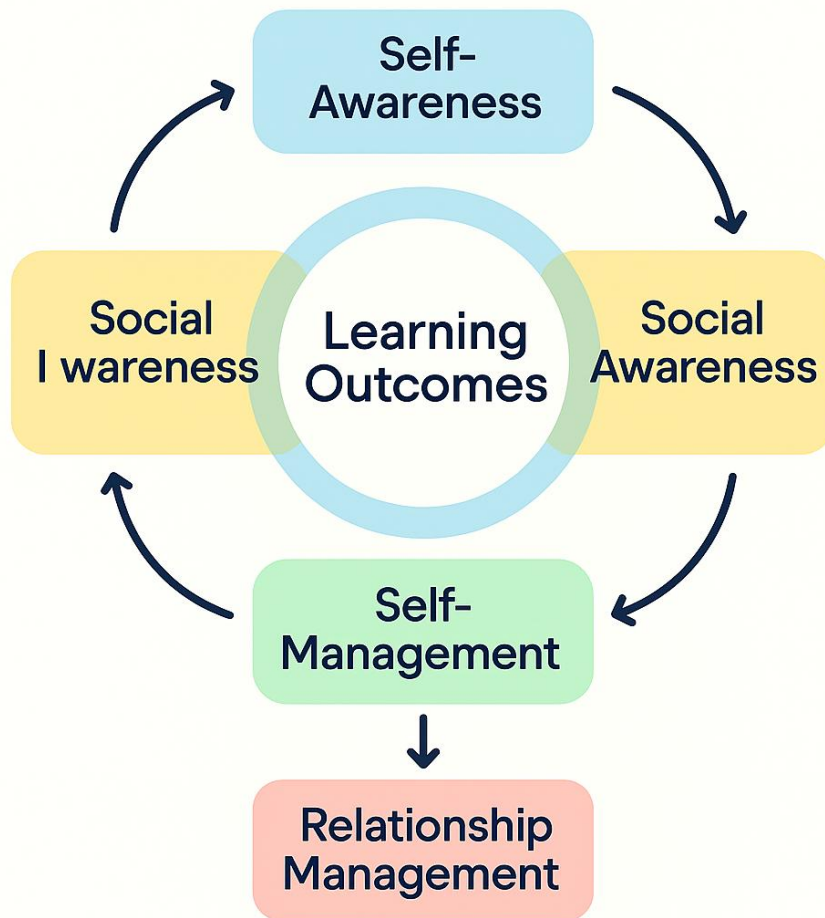 Self-
Awareness
Social
I wareness
Learning
Outcomes
Social
Awareness
Self-
Management
Relationship
Management